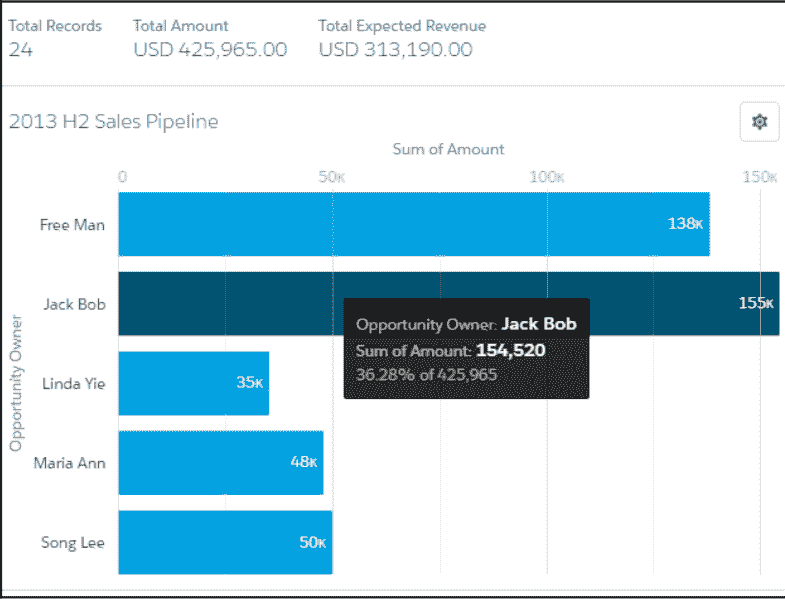 Total Records Total Amount Total Expected Revenue
24 USD 425,965.00 USD 313,190.00
2013 H2 Sales Pipeline
Sum of Amount
0 50K 100K 150K
Opportunity Owner
Free Man 138K
Jack Bob 155K
Opportunity Owner: Jack Bob
Sum of Amount: 154,520
36.28% of 425,965
Linda Yie 35K
Maria Ann 48K
Song Lee 50K